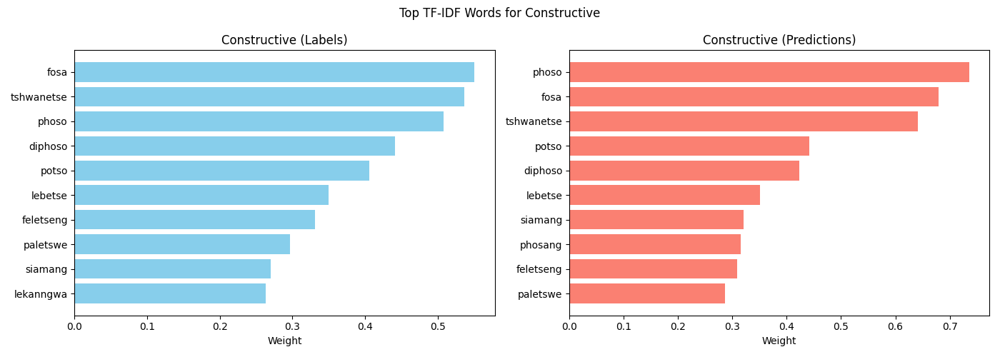 Top TF-IDF Words for Constructive
Constructive (Labels)
fosa
tshwanetse
phoso
diphoso
potso
lebetse
feletseng
paletswe
siamang
lekanngwa
0.0 0.1 0.2 0.3 0.4 0.5
Weight
Constructive (Predictions)
phoso
fosa
tshwanetse
potso
diphoso
lebetse
siamang
phosang
feletseng
paletswe
0.0 0.1 0.2 0.3 0.4 0.5 0.6 0.7
Weight